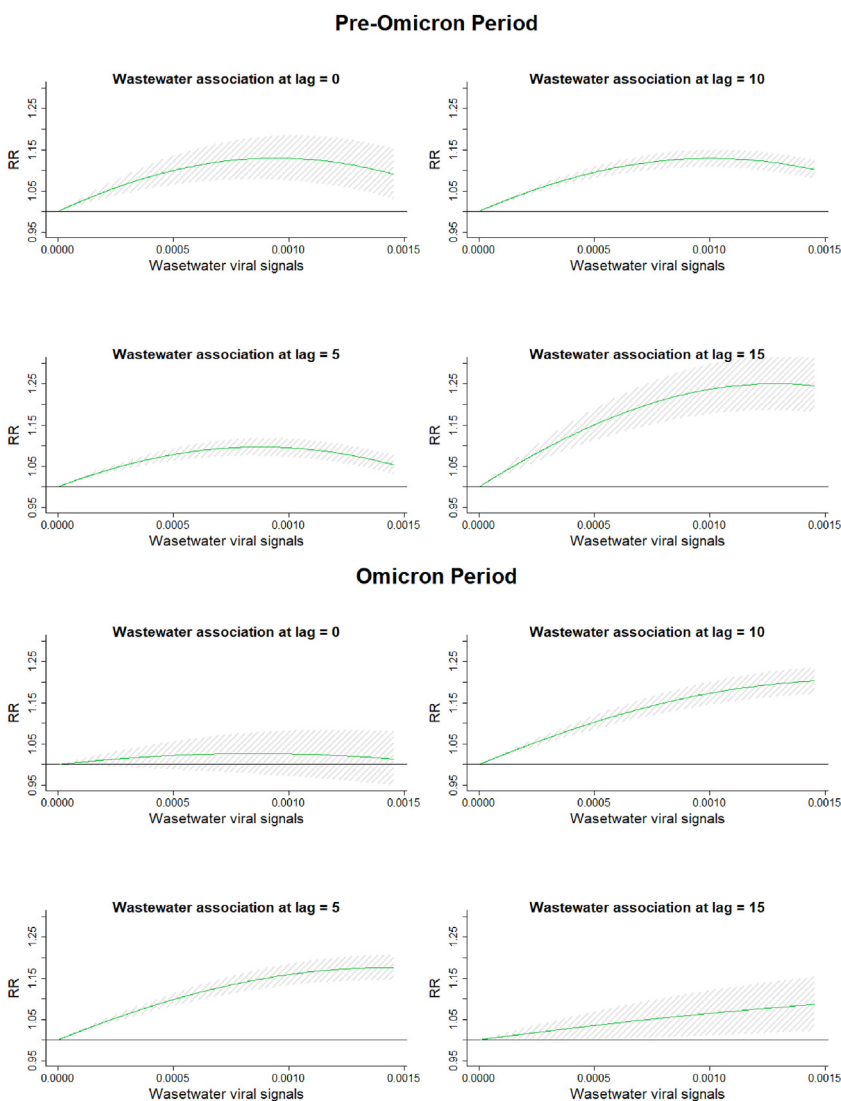 Pre-Omicron Period
Wastewater association at lag = 0
RR
0.95 1.05 1.15 1.25
0.0000 0.0005 0.0010 0.0015
Wasetwater viral signals
Wastewater association at lag = 10
RR
0.95 1.05 1.15 1.25
0.0000 0.0005 0.0010 0.0015
Wasetwater viral signals
Wastewater association at lag = 5
RR
0.95 1.05 1.15 1.25
0.0000 0.0005 0.0010 0.0015
Wasetwater viral signals
Wastewater association at lag = 15
RR
0.95 1.05 1.15 1.25
0.0000 0.0005 0.0010 0.0015
Wasetwater viral signals
Omicron Period
Wastewater association at lag = 0
RR
0.95 1.05 1.15 1.25
0.0000 0.0005 0.0010 0.0015
Wasetwater viral signals
Wastewater association at lag = 10
RR
0.95 1.05 1.15 1.25
0.0000 0.0005 0.0010 0.0015
Wasetwater viral signals
Wastewater association at lag = 5
RR
0.95 1.05 1.15 1.25
0.0000 0.0005 0.0010 0.0015
Wasetwater viral signals
Wastewater association at lag = 15
RR
0.95 1.05 1.15 1.25
0.0000 0.0005 0.0010 0.0015
Wasetwater viral signals